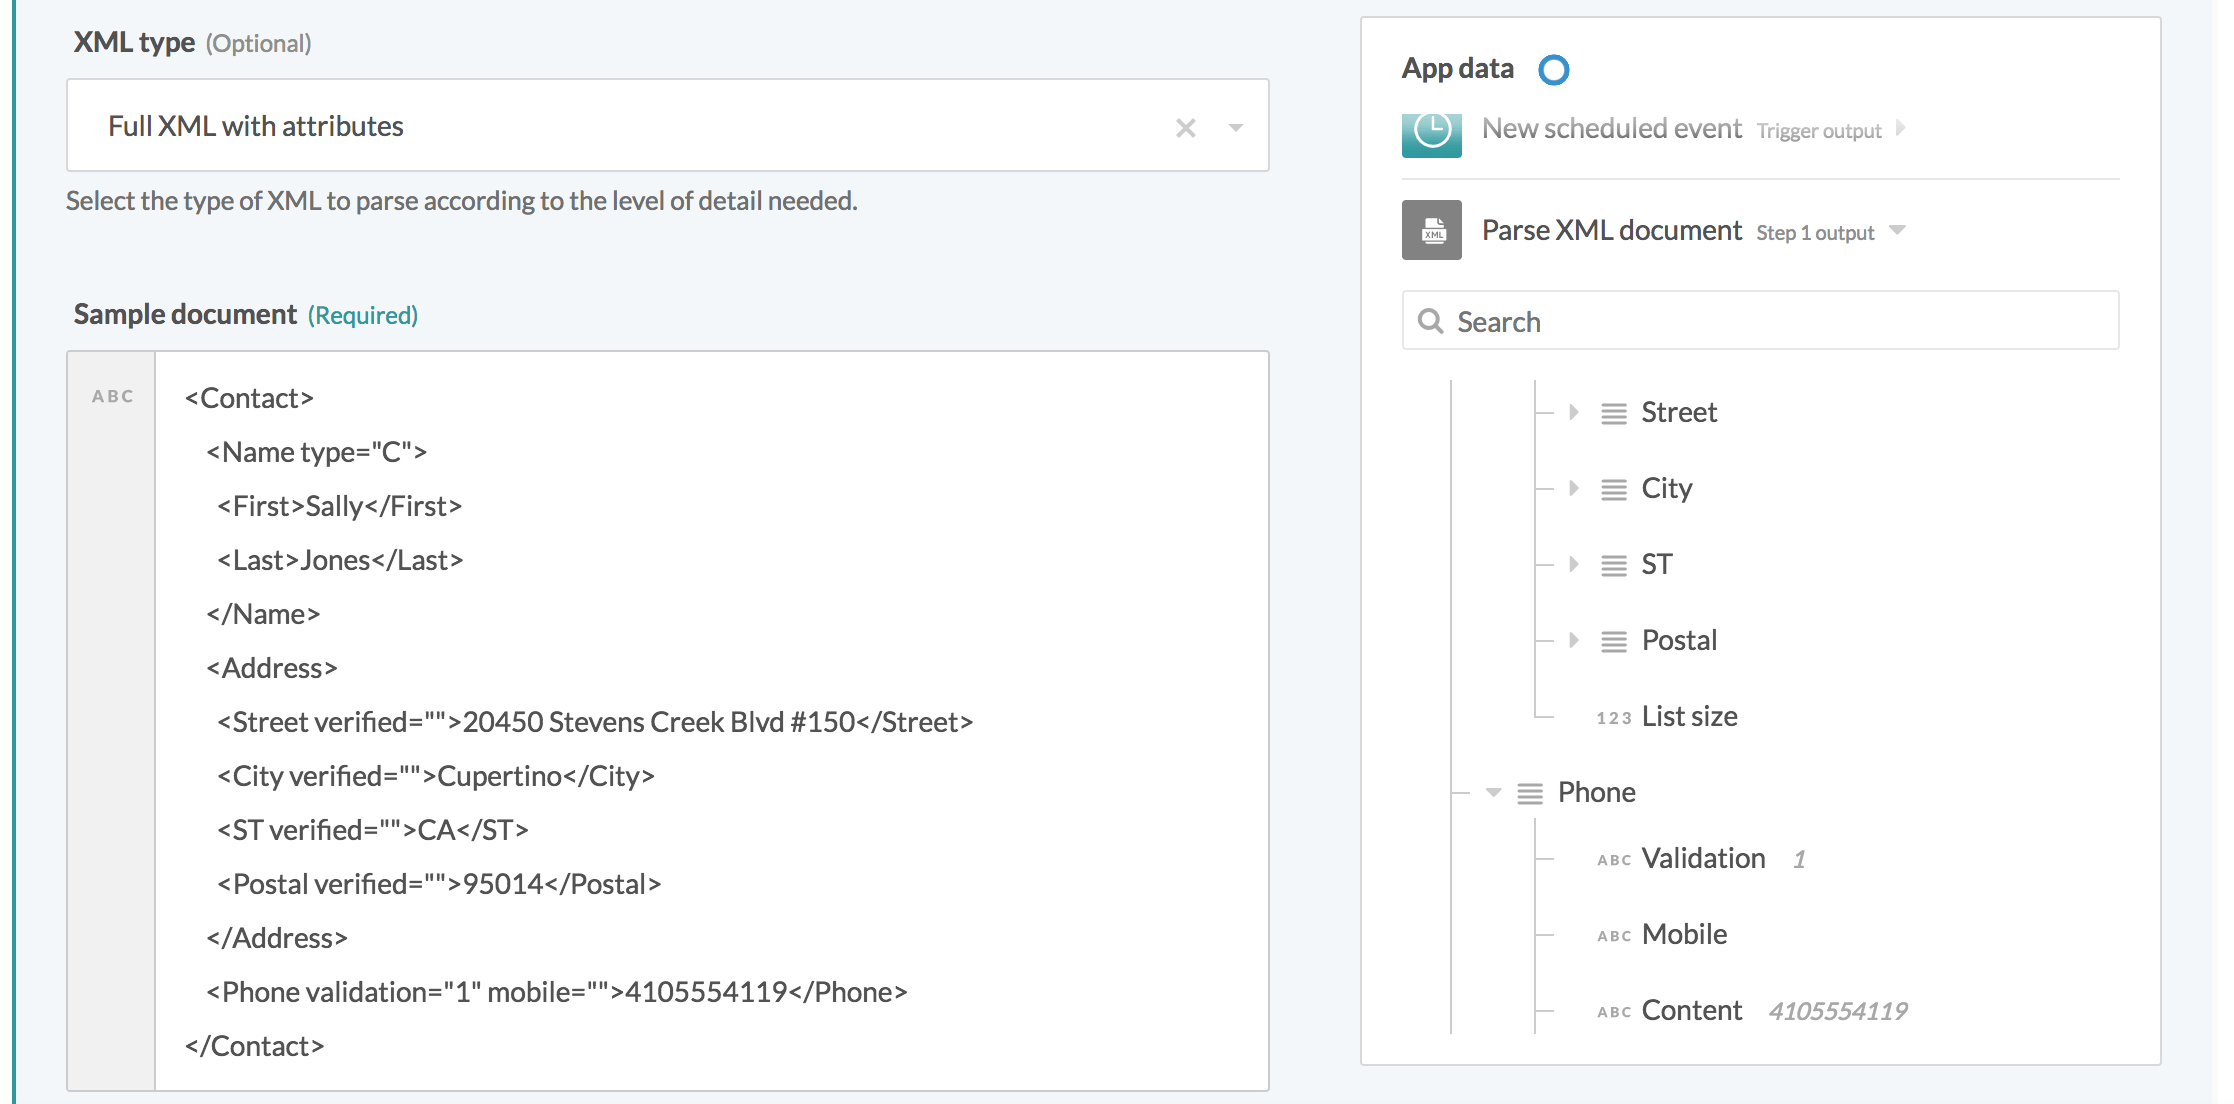 XML type (Optional)
Full XML with attributes
Select the type of XML to parse according to the level of detail needed.
Sample document (Required)
ABC
<Contact>
<Name type="C">
<First>Sally</First>
<Last>Jones</Last>
</Name>
<Address>
<Street verified="">20450 Stevens Creek Blvd #150</Street>
<City verified="">Cupertino</City>
<ST verified="">CA</ST>
<Postal verified="">95014</Postal>
</Address>
<Phone validation="1" mobile="">4105554119</Phone>
</Contact>
App data
New scheduled event Trigger output
XML
Parse XML document Step 1 output
Search
Street
City
ST
Postal
123 List size
Phone
ABC Validation 1
ABC Mobile
ABC Content 4105554119